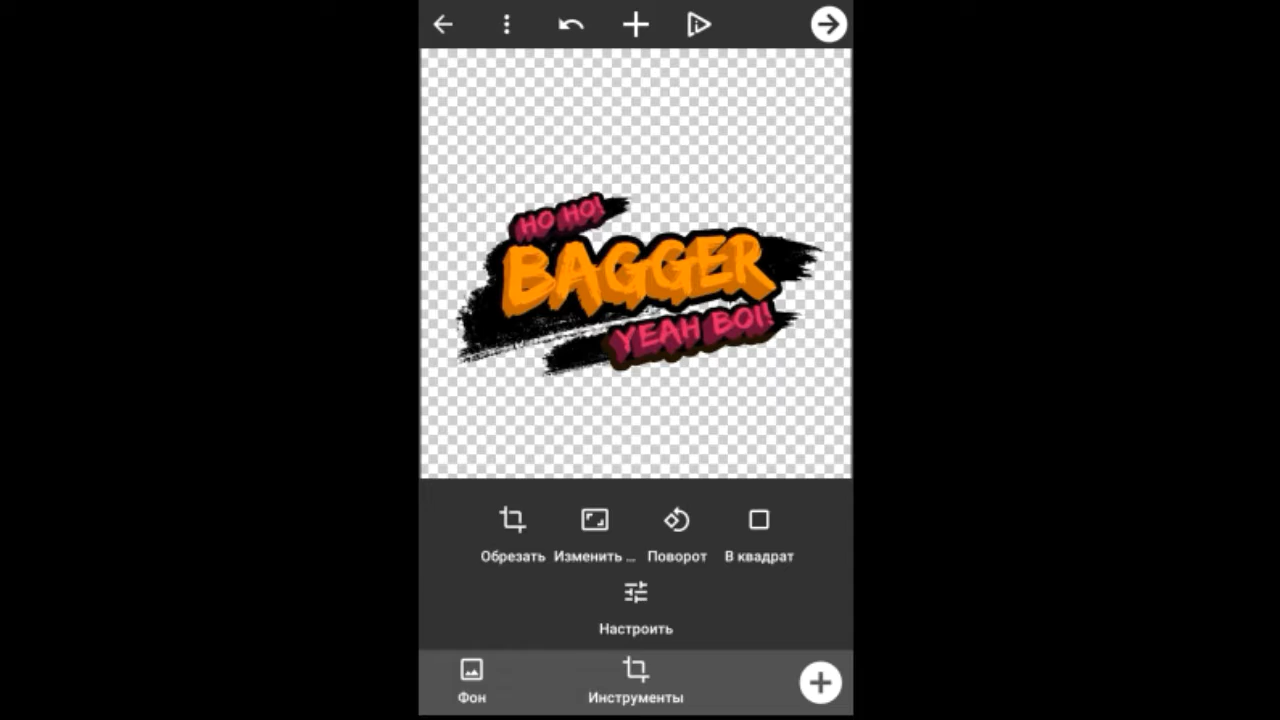 HO HO!
BAGGER
YEAH BOI!
Обрезать Изменить ... Поворот В квадрат
Настроить
Фон Инструменты